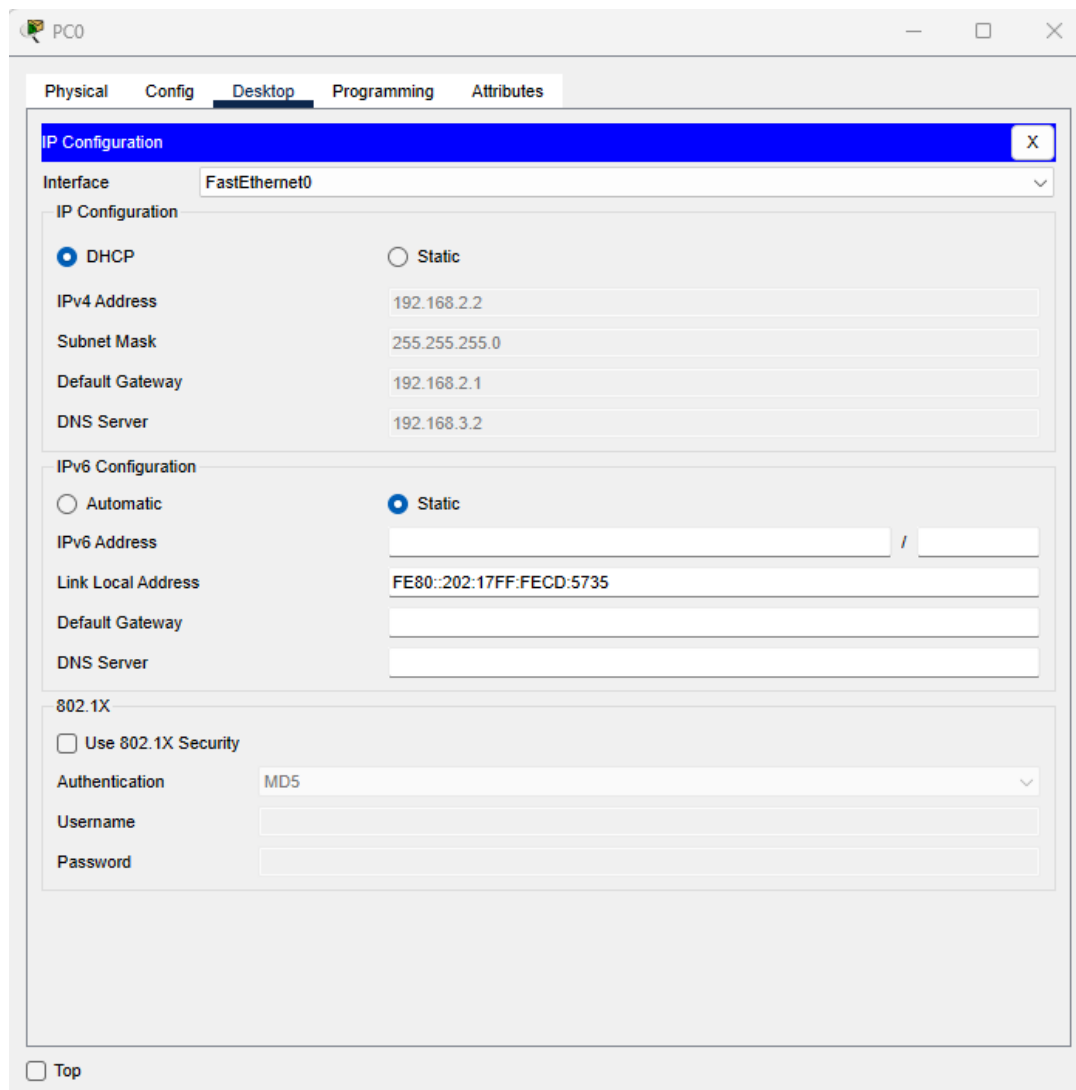 PC0
Physical Config Desktop Programming Attributes
IP Configuration X
Interface FastEthernet0
IP Configuration
DHCP Static
IPv4 Address 192.168.2.2
Subnet Mask 255.255.255.0
Default Gateway 192.168.2.1
DNS Server 192.168.3.2
IPv6 Configuration
Automatic Static
IPv6 Address /
Link Local Address FE80::202:17FF:FECD:5735
Default Gateway
DNS Server
802.1X
Use 802.1X Security
Authentication MD5
Username
Password
Top